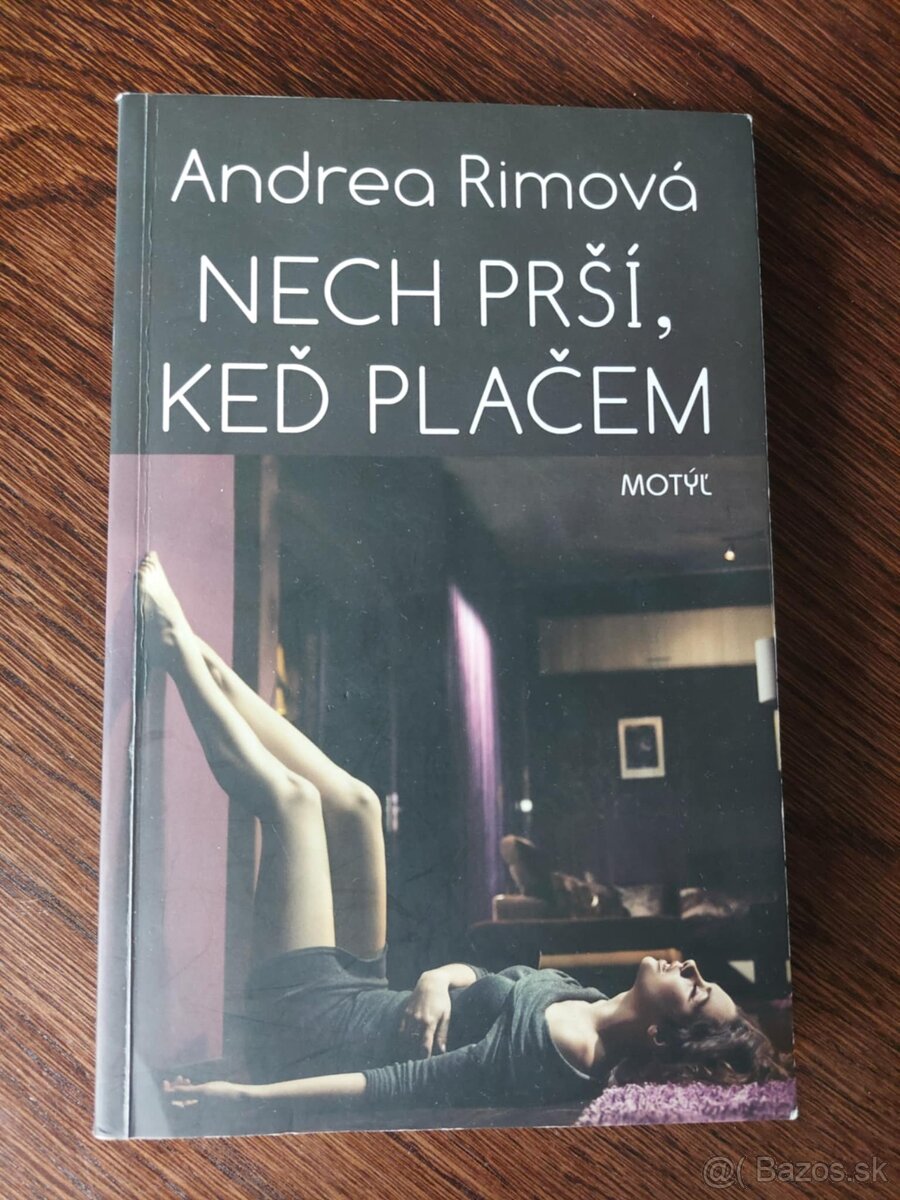 Andrea Rimová
NECH PRŠÍ,
KEĎ PLAČEM
MOTÝĽ
@( Bazos.sk